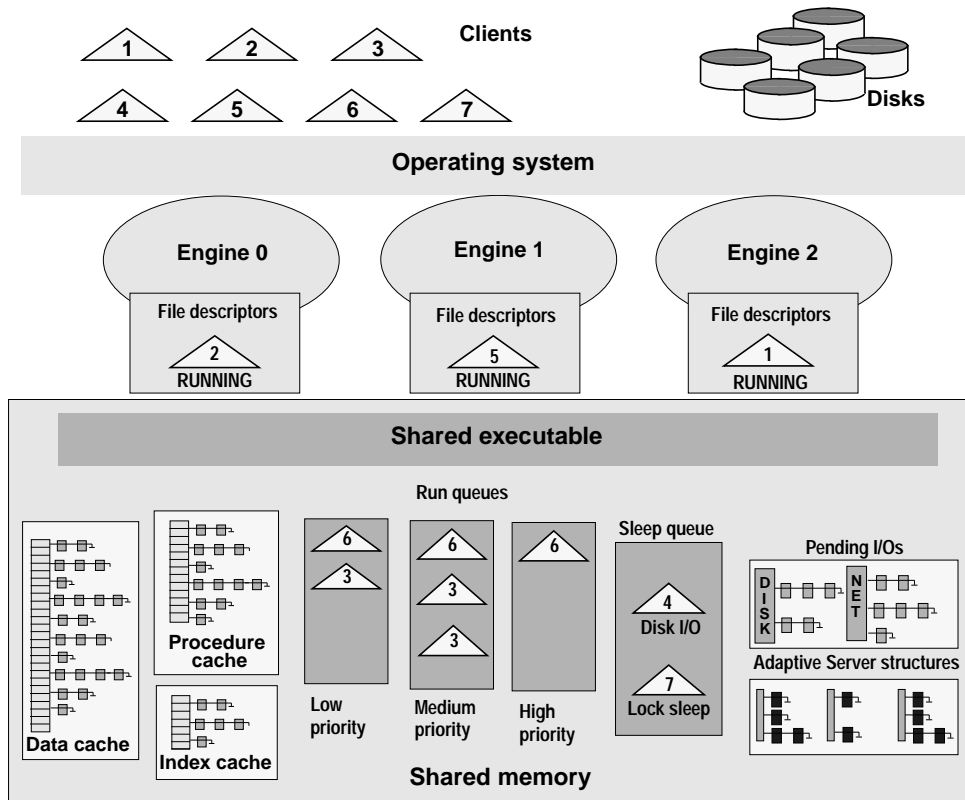 1 2 3 Clients
4 5 6 7
Disks
Operating system
Engine 0
Engine 1
Engine 2
File descriptors
2
RUNNING
File descriptors
5
RUNNING
File descriptors
1
RUNNING
Shared executable
Run queues
Data cache
Procedure
cache
Index cache
6
3
Low
priority
6
3
3
Medium
priority
6
High
priority
Sleep queue
4
Disk I/O
7
Lock sleep
Pending I/Os
DISK
NET
Adaptive Server structures
Shared memory